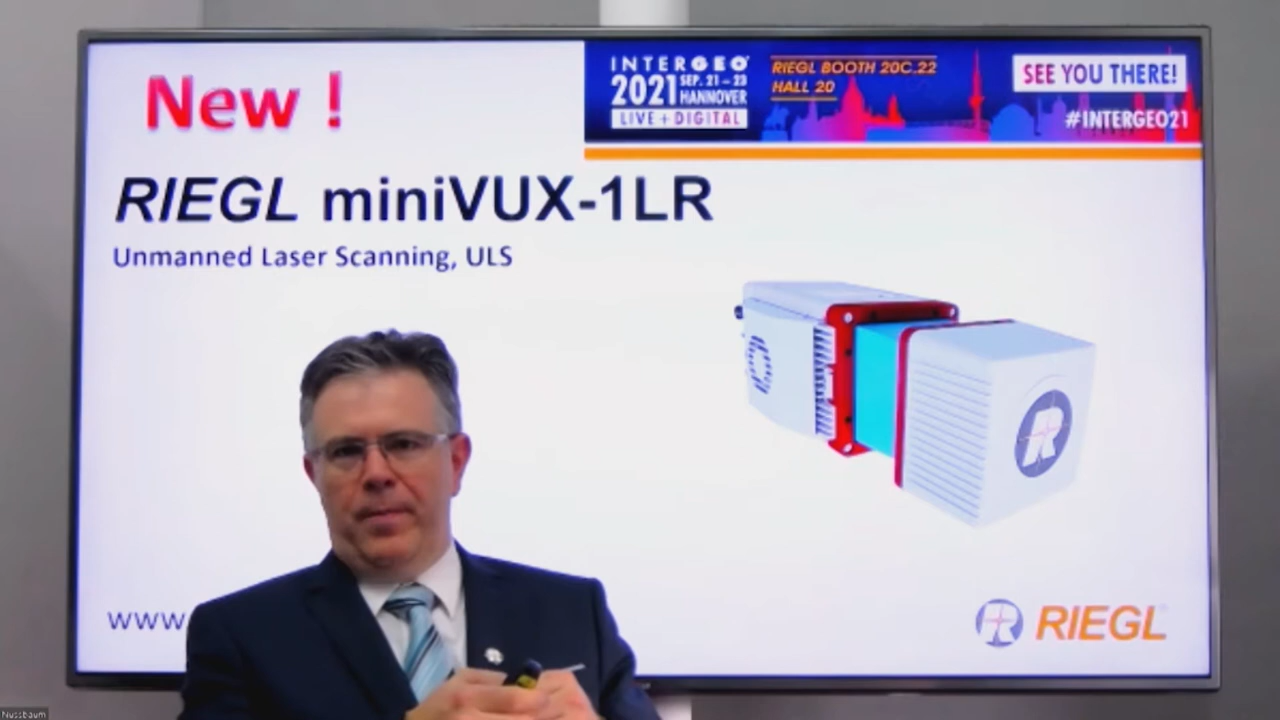 New !
INTERGEO
2021 SEP. 21 – 23 HANNOVER
LIVE + DIGITAL
RIEGL BOOTH 20C.22
HALL 20
SEE YOU THERE!
#INTERGEO21
RIEGL miniVUX-1LR
Unmanned Laser Scanning, ULS
R
www
R RIEGL
Nussbaum